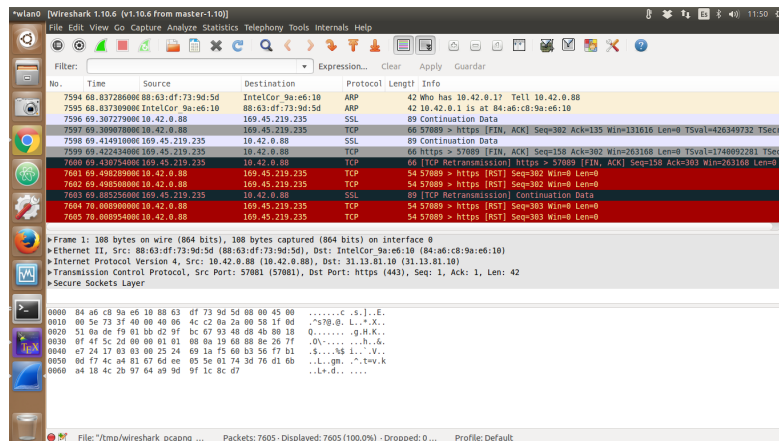 *wlan0 [Wireshark 1.10.6 (v1.10.6 from master-1.10)]
Es 11:50
File Edit View Go Capture Analyze Statistics Telephony Tools Internals Help
Filter: Expression... Clear Apply Guardar
No. Time Source Destination Protocol Length Info
7594 68.837286000 88:63:df:73:9d:5d IntelCor_9a:e6:10 ARP 42 Who has 10.42.0.1? Tell 10.42.0.88
7595 68.837309000 IntelCor_9a:e6:10 88:63:df:73:9d:5d ARP 42 10.42.0.1 is at 84:a6:c8:9a:e6:10
7596 69.307279000 10.42.0.88 169.45.219.235 SSL 89 Continuation Data
7597 69.309078000 10.42.0.88 169.45.219.235 TCP 66 57089 > https [FIN, ACK] Seq=302 Ack=135 Win=131616 Len=0 TSval=426349732 TSecr
7598 69.414910000 169.45.219.235 10.42.0.88 SSL 89 Continuation Data
7599 69.422434000 169.45.219.235 10.42.0.88 TCP 66 https > 57089 [FIN, ACK] Seq=158 Ack=302 Win=263168 Len=0 TSval=1740092281 TSec
7600 69.430754000 169.45.219.235 10.42.0.88 TCP 66 [TCP Retransmission] https > 57089 [FIN, ACK] Seq=158 Ack=303 Win=263168 Len=0
7601 69.498289000 10.42.0.88 169.45.219.235 TCP 54 57089 > https [RST] Seq=302 Win=0 Len=0
7602 69.498508000 10.42.0.88 169.45.219.235 TCP 54 57089 > https [RST] Seq=303 Win=0 Len=0
7603 69.885256000 169.45.219.235 10.42.0.88 SSL 89 [TCP Retransmission] Continuation Data
7604 70.008900000 10.42.0.88 169.45.219.235 TCP 54 57089 > https [RST] Seq=303 Win=0 Len=0
7605 70.008954000 10.42.0.88 169.45.219.235 TCP 54 57089 > https [RST] Seq=303 Win=0 Len=0
Frame 1: 108 bytes on wire (864 bits), 108 bytes captured (864 bits) on interface 0
Ethernet II, Src: 88:63:df:73:9d:5d (88:63:df:73:9d:5d), Dst: IntelCor_9a:e6:10 (84:a6:c8:9a:e6:10)
Internet Protocol Version 4, Src: 10.42.0.88 (10.42.0.88), Dst: 31.13.81.10 (31.13.81.10)
Transmission Control Protocol, Src Port: 57081 (57081), Dst Port: https (443), Seq: 1, Ack: 1, Len: 42
Secure Sockets Layer
0000 84 a6 c8 9a e6 10 88 63 df 73 9d 5d 08 00 45 00 .......c .s.]..E.
0010 00 5e 73 3f 40 00 40 06 4c c2 0a 2a 00 58 1f 0d .^s?@.@. L..*.X..
0020 51 0a de f9 01 bb d2 9f bc 67 93 48 d8 4b 80 18 Q....... .g.H.K..
0030 0f 4f 5c 2d 00 00 01 01 08 0a 19 68 88 8e 26 7f .O\-.... ...h..&.
0040 e7 24 17 03 03 00 25 24 69 1a f5 60 b3 56 f7 b1 .$....%$ i..`.V..
0050 0d f7 4c a4 81 67 6d ee 05 5e 01 74 3d 76 d1 6b ..L..gm. .^.t=v.k
0060 a4 18 4c 2b 97 64 a9 9d 9f 1c 8c d7 ..L+.d.. ....
File: "/tmp/wireshark_pcapng_... Packets: 7605 · Displayed: 7605 (100.0%) · Dropped: 0 ... Profile: Default